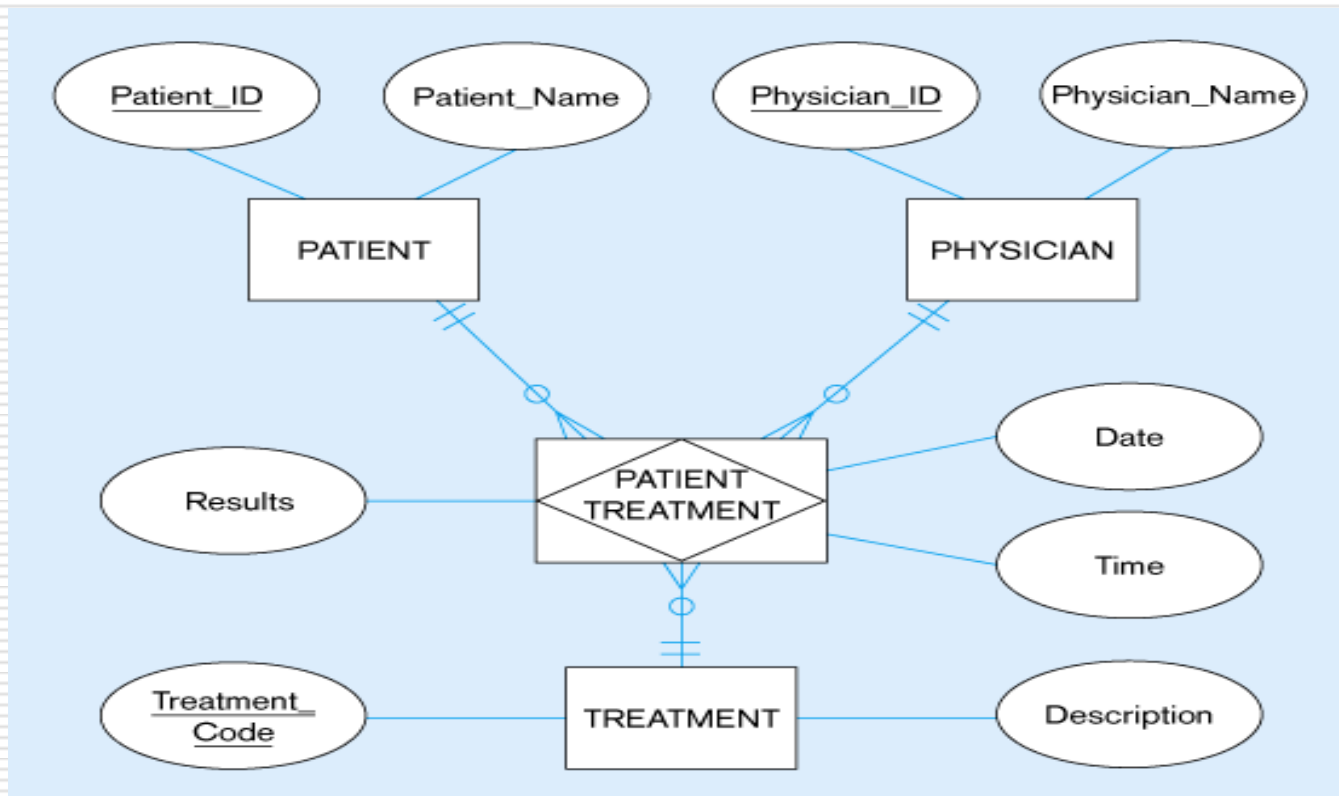 Patient_ID
Patient_Name
Physician_ID
Physician_Name
PATIENT
PHYSICIAN
Date
PATIENT
TREATMENT
Results
Time
Treatment_
Code
TREATMENT
Description